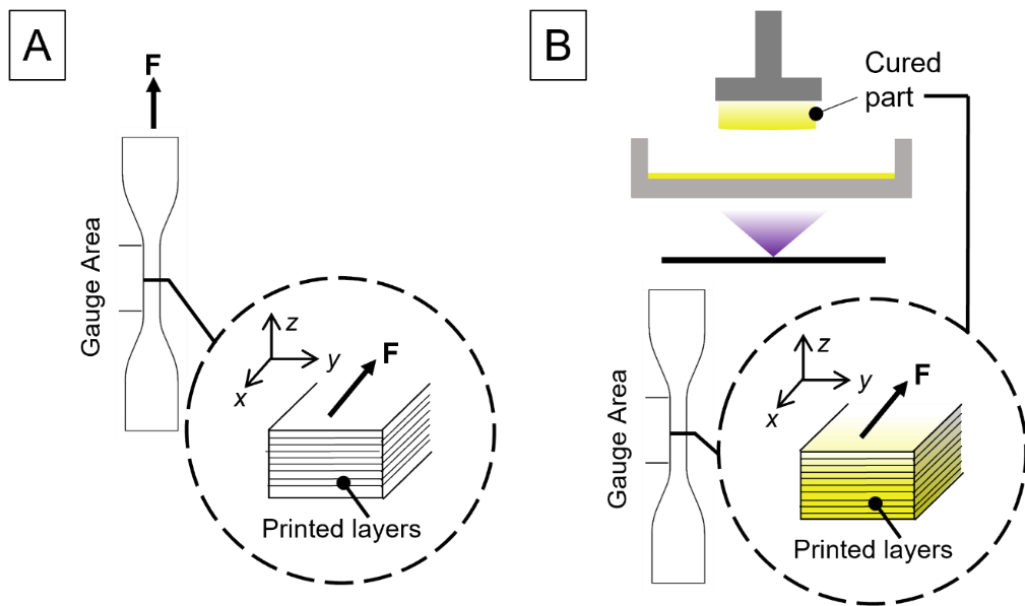 A
F
Gauge Area
z
y
x
F
Printed layers
B
Cured
part
Gauge Area
z
y
x
F
Printed layers